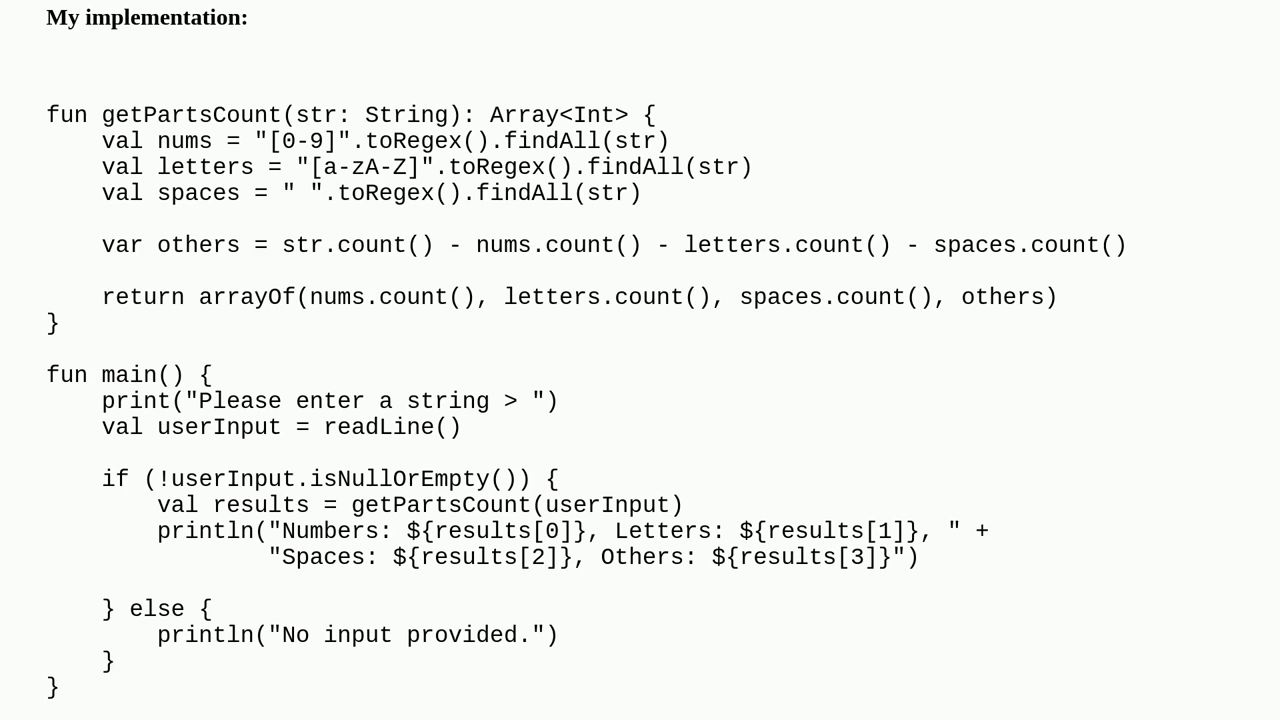 My implementation:
fun getPartsCount(str: String): Array<Int> {
    val nums = "[0-9]".toRegex().findAll(str)
    val letters = "[a-zA-Z]".toRegex().findAll(str)
    val spaces = " ".toRegex().findAll(str)
    var others = str.count() - nums.count() - letters.count() - spaces.count()
    return arrayOf(nums.count(), letters.count(), spaces.count(), others)
}
fun main() {
    print("Please enter a string > ")
    val userInput = readLine()
    if (!userInput.isNullOrEmpty()) {
        val results = getPartsCount(userInput)
        println("Numbers: ${results[0]}, Letters: ${results[1]}, " +
                "Spaces: ${results[2]}, Others: ${results[3]}")
    } else {
        println("No input provided.")
    }
}